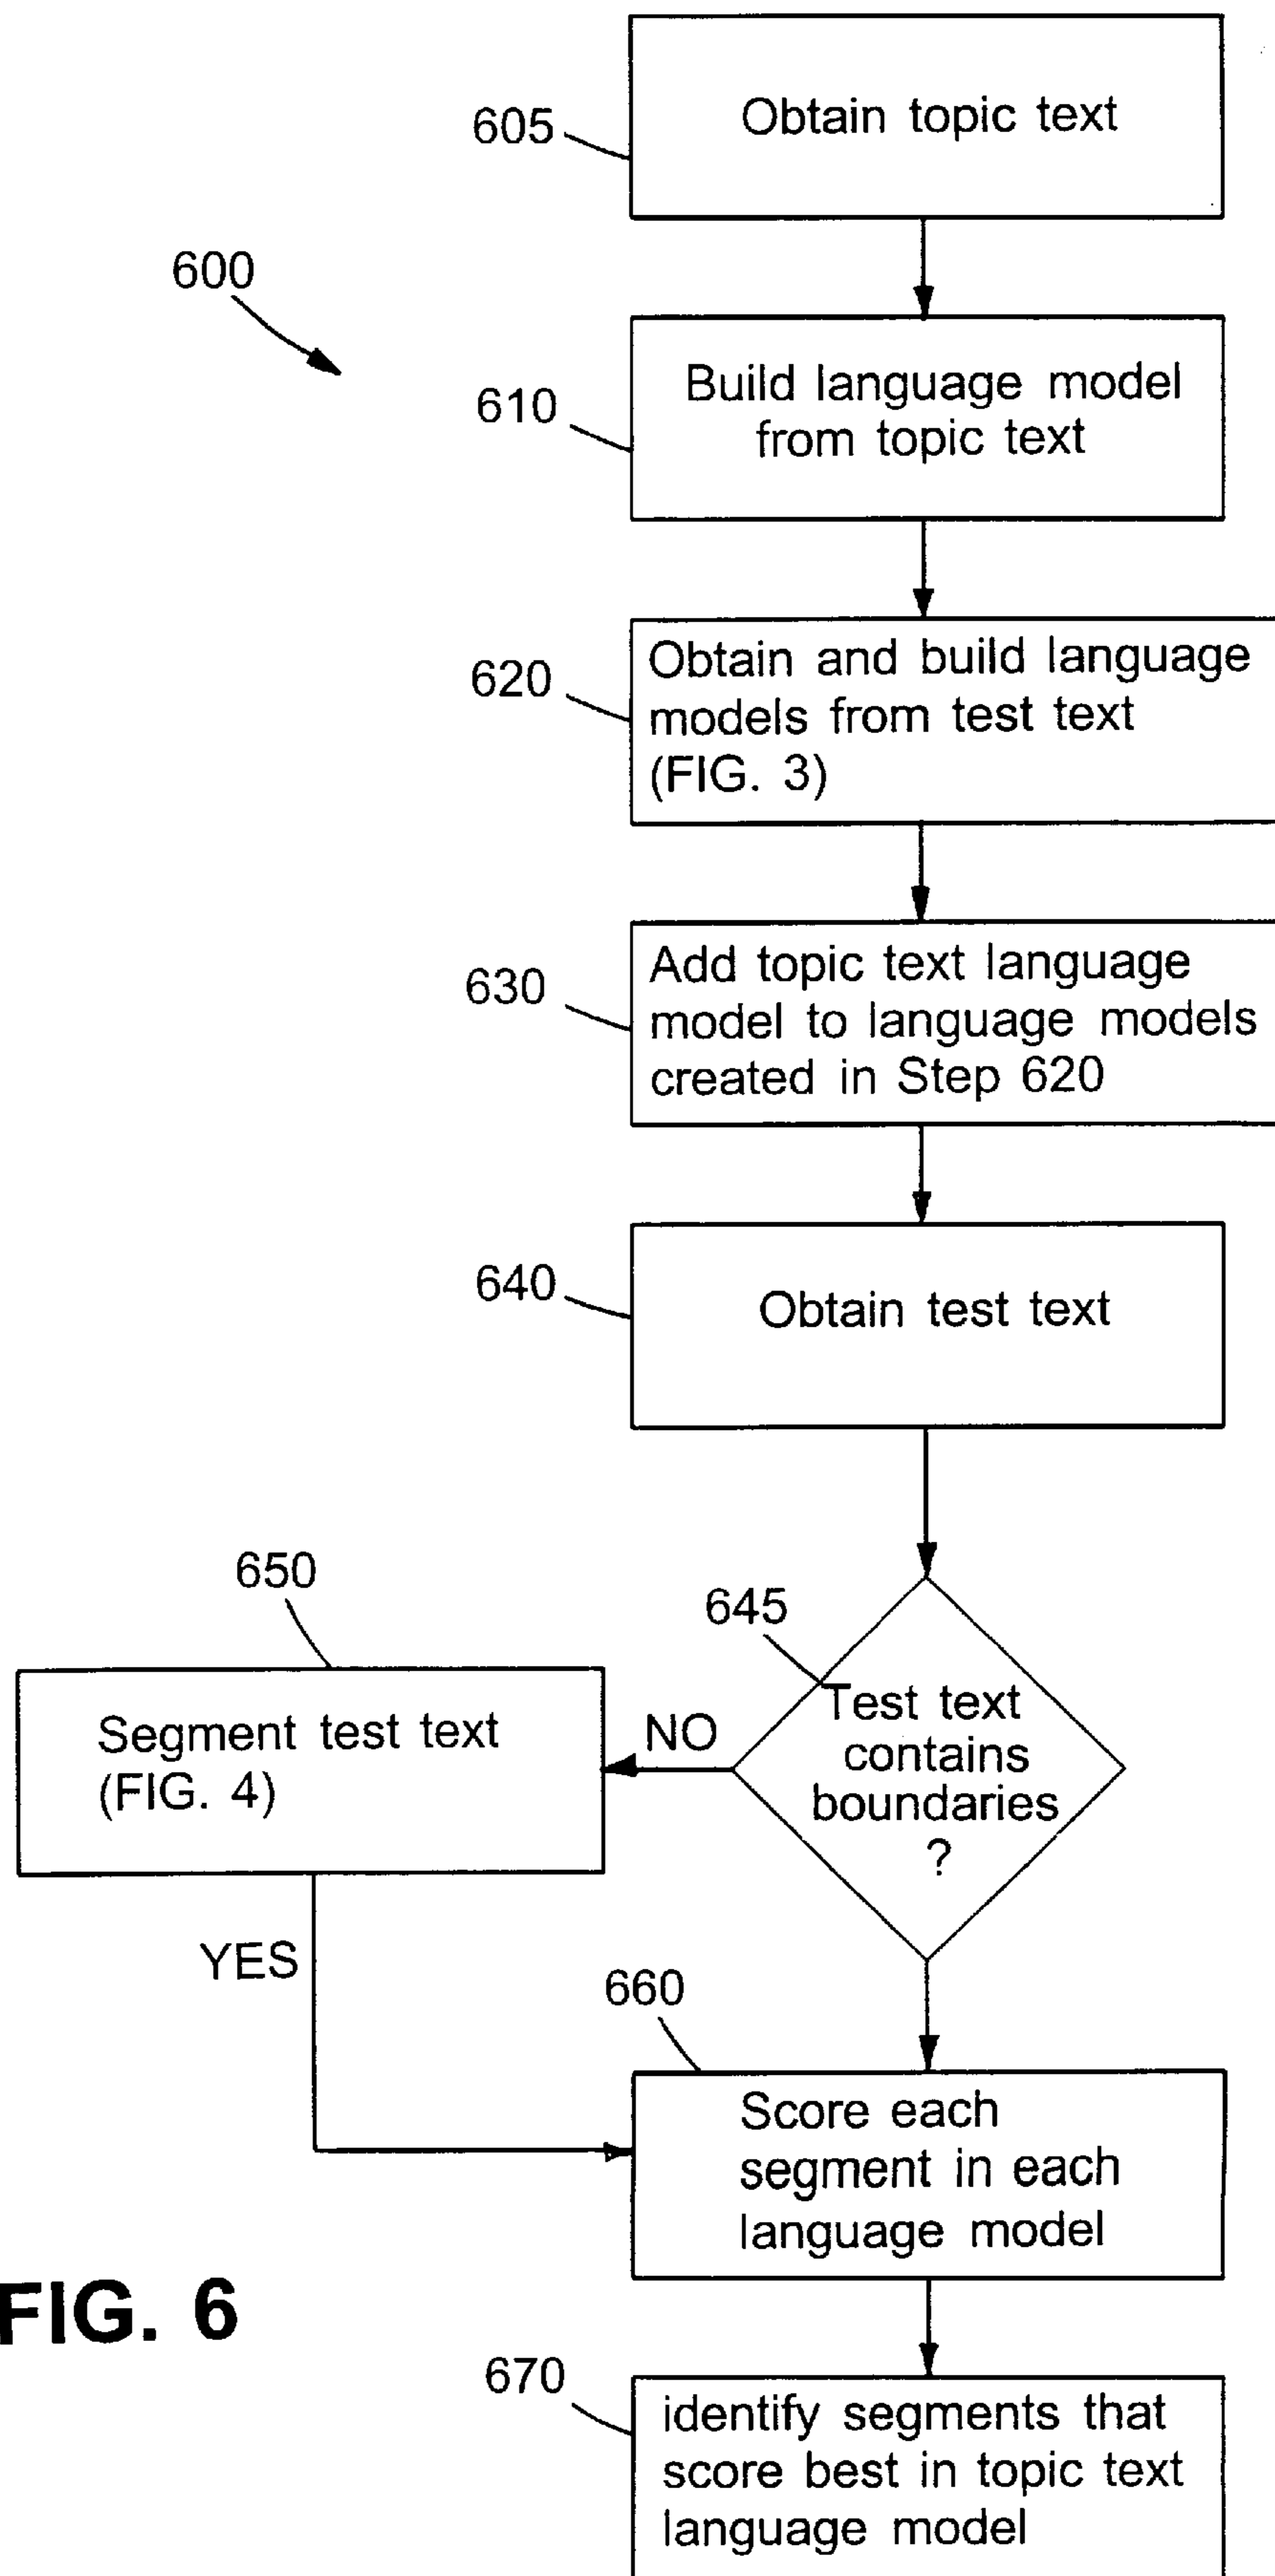 605
Obtain topic text
600
610
Build language model
from topic text
620
Obtain and build language
models from test text
(FIG. 3)
630
Add topic text language
model to language models
created in Step 620
640
Obtain test text
645
Test text
contains
boundaries
?
NO
650
Segment test text
(FIG. 4)
YES
660
Score each
segment in each
language model
670
identify segments that
score best in topic text
language model
FIG. 6